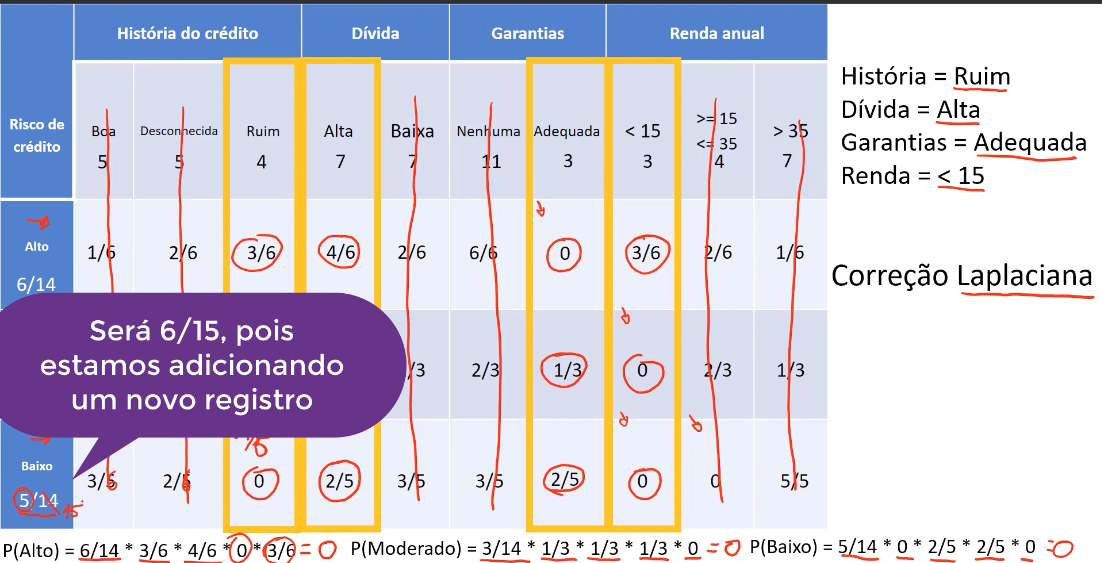 História do crédito Dívida Garantias Renda anual
Risco de crédito
Boa 5 Desconhecida 5 Ruim 4 Alta 7 Baixa 7 Nenhuma 11 Adequada 3 < 15 3 >= 15 <= 35 4 > 35 7
Alto 6/14 1/6 2/6 3/6 4/6 2/6 6/6 0 3/6 2/6 1/6
/3 2/3 1/3 0 2/3 1/3
Baixo 5/14 3/5 2/5 0 2/5 3/5 3/5 2/5 0 0 5/5
15
6
Será 6/15, pois
estamos adicionando
um novo registro
História = Ruim
Dívida = Alta
Garantias = Adequada
Renda = < 15
Correção Laplaciana
P(Alto) = 6/14 * 3/6 * 4/6 * 0 * 3/6 = 0
P(Moderado) = 3/14 * 1/3 * 1/3 * 1/3 * 0 = 0
P(Baixo) = 5/14 * 0 * 2/5 * 2/5 * 0 = 0